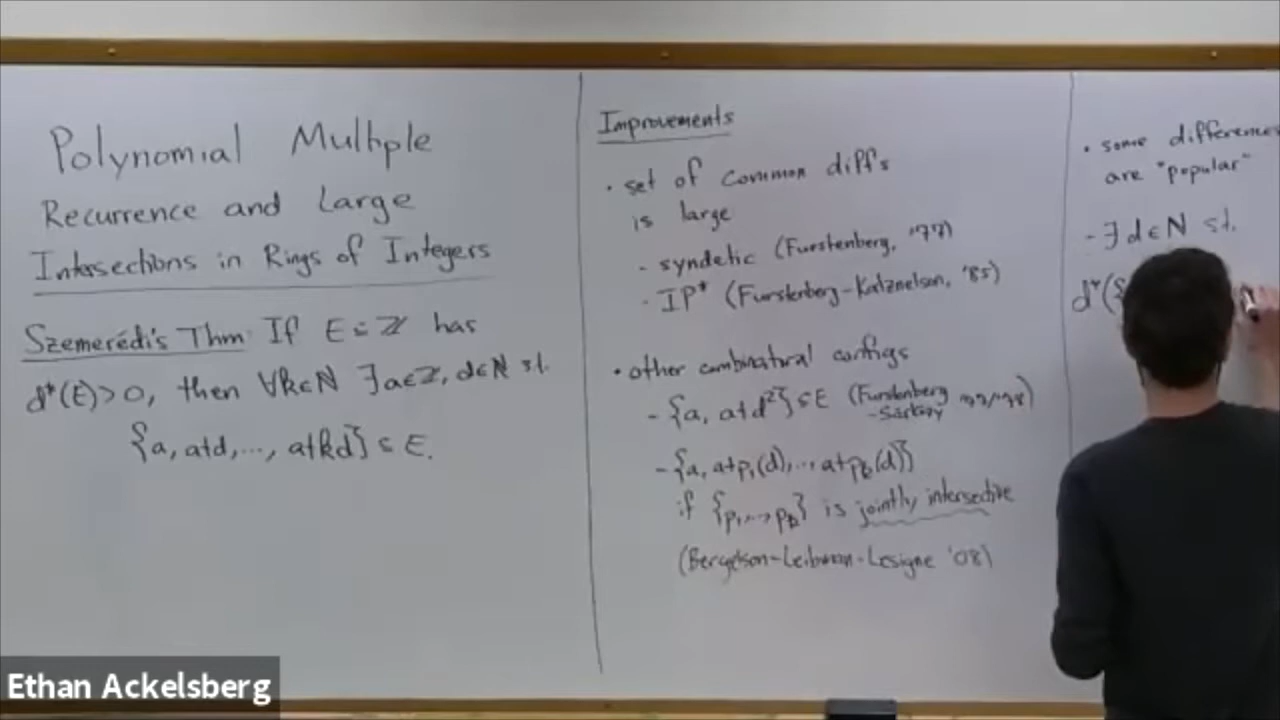 Polynomial Multiple
Recurrence and Large
Intersections in Rings of Integers
Szemerédi's Thm: If E ⊆ ℤ has
d*(E)>0, then ∀k∈ℕ ∃a∈ℤ, d∈ℕ s.t.
{a, a+d, ..., a+kd} ⊆ E.
Improvements
• set of common diffs
is large
- syndetic (Furstenberg, '77)
- IP* (Furstenberg-Katznelson, '85)
• other combinatorial configs
- {a, a+d²} ⊆ E (Furstenberg
-Sárközy '77/'78)
- {a, a+p₁(d), ..., a+pₖ(d)}
if {p₁, ..., pₖ} is jointly intersective
(Bergelson-Leibman-Lesigne '08)
• some differences
are "popular"
- ∃ d∈ℕ s.t.
d*({
Ethan Ackelsberg